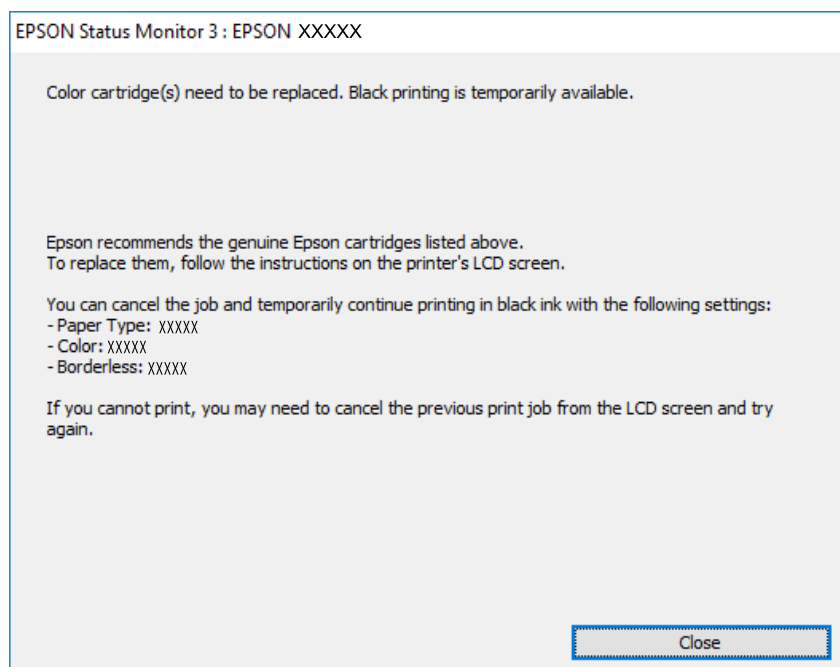 EPSON Status Monitor 3 : EPSON XXXXX
Color cartridge(s) need to be replaced. Black printing is temporarily available.
Epson recommends the genuine Epson cartridges listed above.
To replace them, follow the instructions on the printer's LCD screen.
You can cancel the job and temporarily continue printing in black ink with the following settings:
- Paper Type: XXXXX
- Color: XXXXX
- Borderless: XXXXX
If you cannot print, you may need to cancel the previous print job from the LCD screen and try
again.
Close